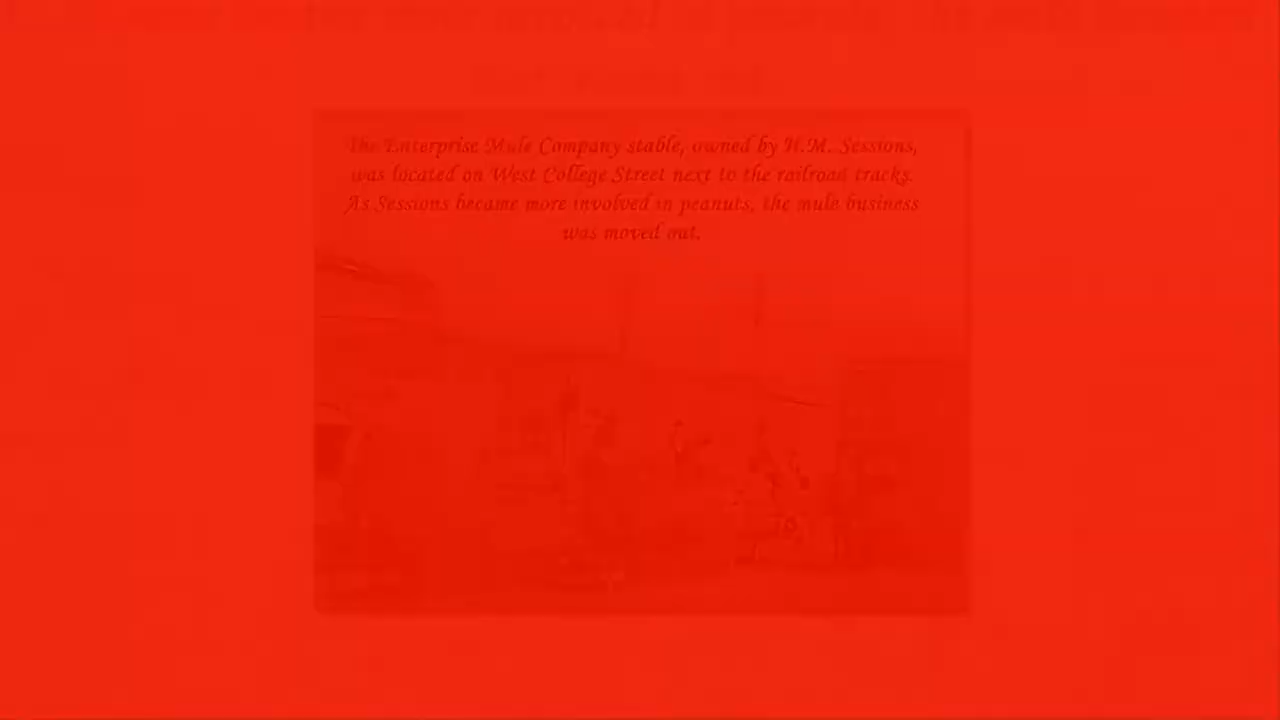 The Enterprise Mule Company stable, owned by H.M. Sessions,
was located on West College Street next to the railroad tracks.
As Sessions became more involved in peanuts, the mule business
was moved out.